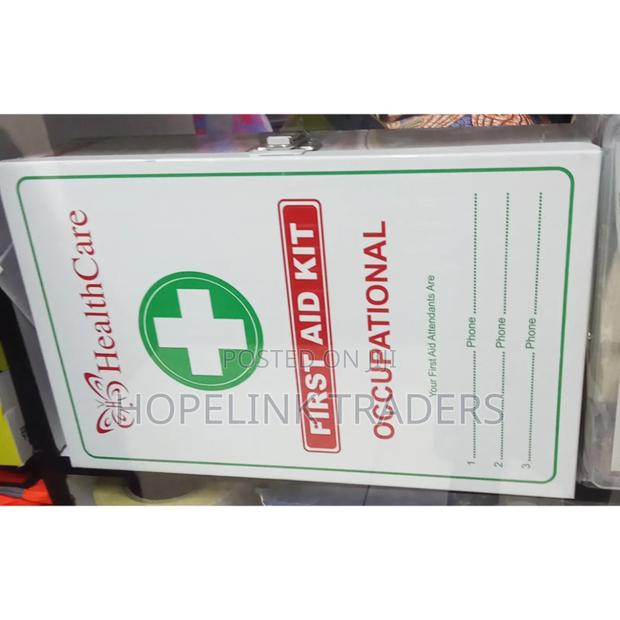 HealthCare
FIRST AID KIT
OCCUPATIONAL
Your First Aid Attendants Are
1 ........................ Phone ........................
2 ........................ Phone ........................
3 ........................ Phone ........................
POSTED ON JIJI
HOPELINK TRADERS